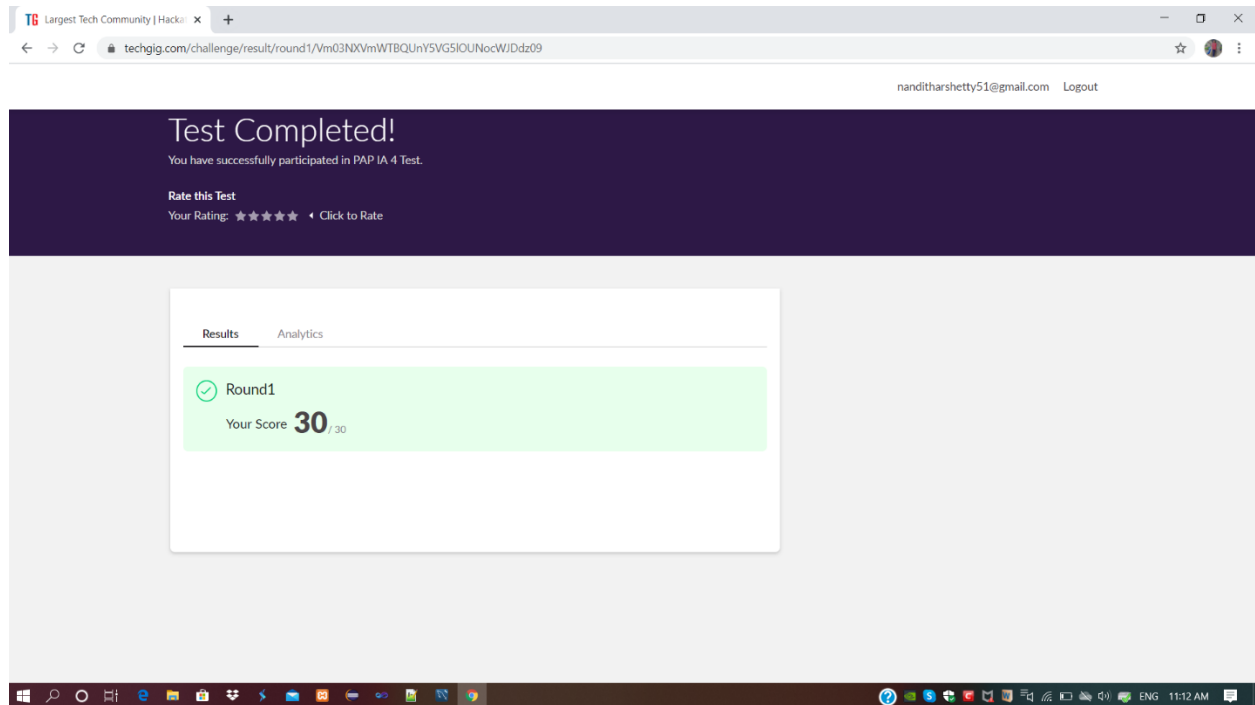 TG Largest Tech Community | Hacka
techgig.com/challenge/result/round1/Vm03NXVmWTBQUnY5VG5lOUNocWJDdz09
nanditharshetty51@gmail.com Logout
Test Completed!
You have successfully participated in PAP IA 4 Test.
Rate this Test
Your Rating: Click to Rate
Results Analytics
Round1
Your Score 30 / 30
ENG 11:12 AM